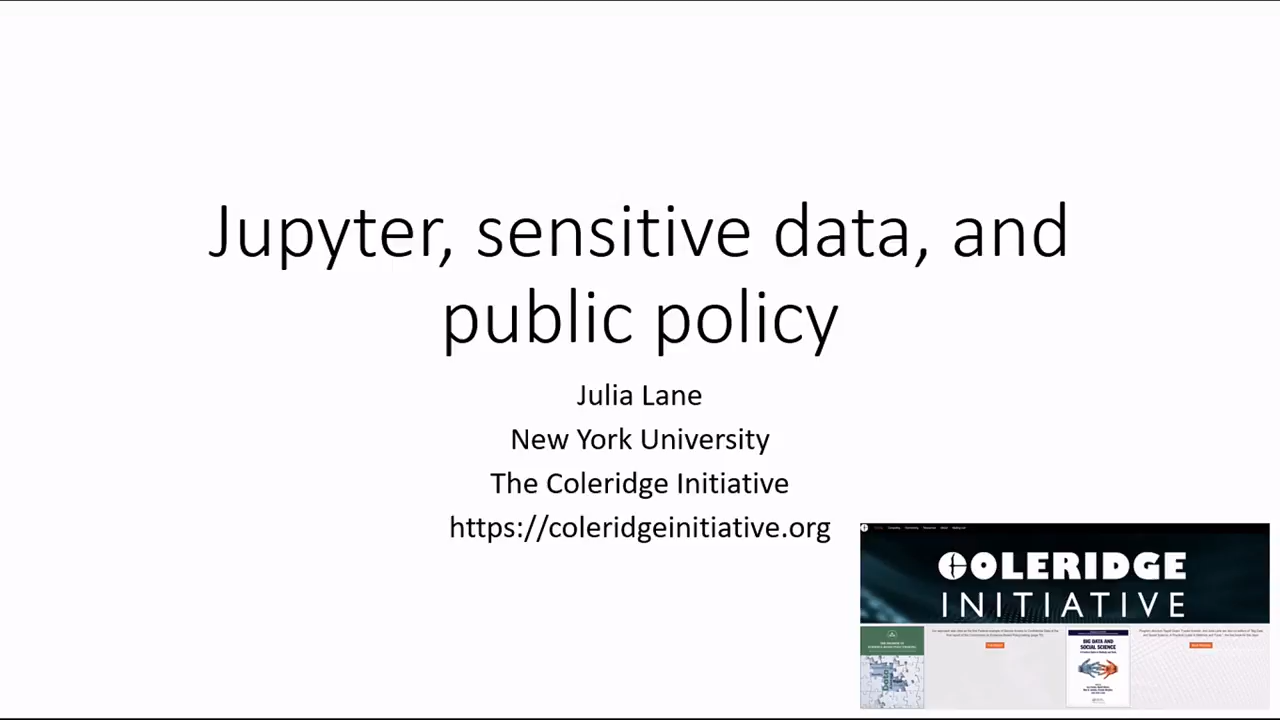 Jupyter, sensitive data, and
public policy
Julia Lane
New York University
The Coleridge Initiative
https://coleridgeinitiative.org
COLERIDGE
INITIATIVE
BIG DATA AND
SOCIAL SCIENCE
Data